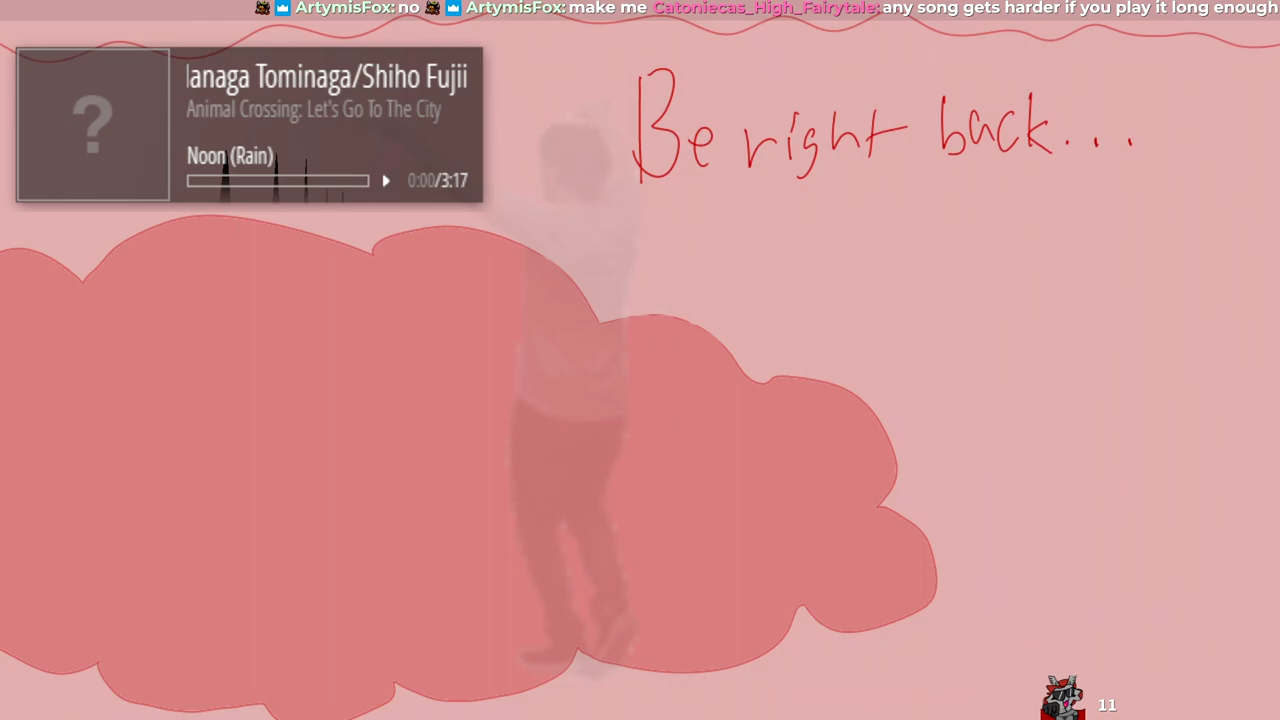 ArtymisFox: no ArtymisFox: make me Catoniecas_High_Fairytale: any song gets harder if you play it long enough
?
anaga Tominaga/Shiho Fujii
Animal Crossing: Let's Go To The City
Noon (Rain)
0:00/3:17
Be right back...
11